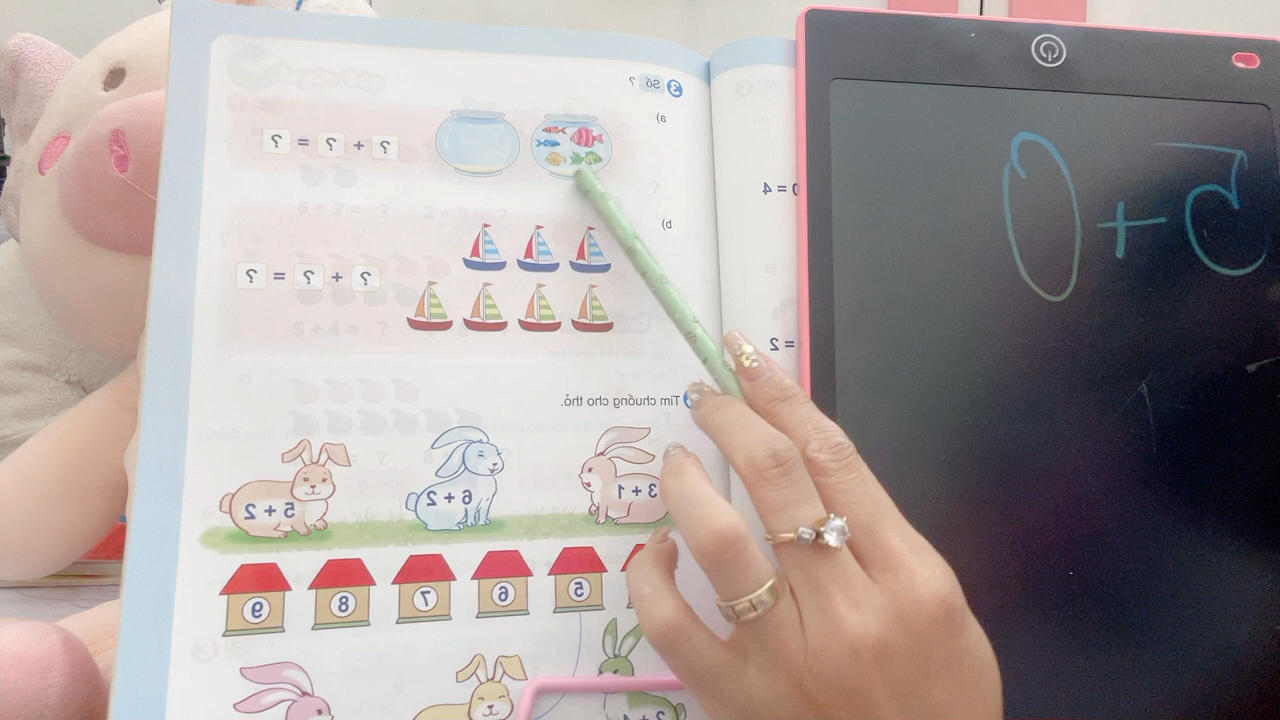 3 Số ?
a)
? + ? = ?
b)
? + ? = ?
Tìm chuồng cho thỏ.
3 + 1
6 + 2
5 + 2
5
6
7
8
9
= 4
= 2
5 + 0